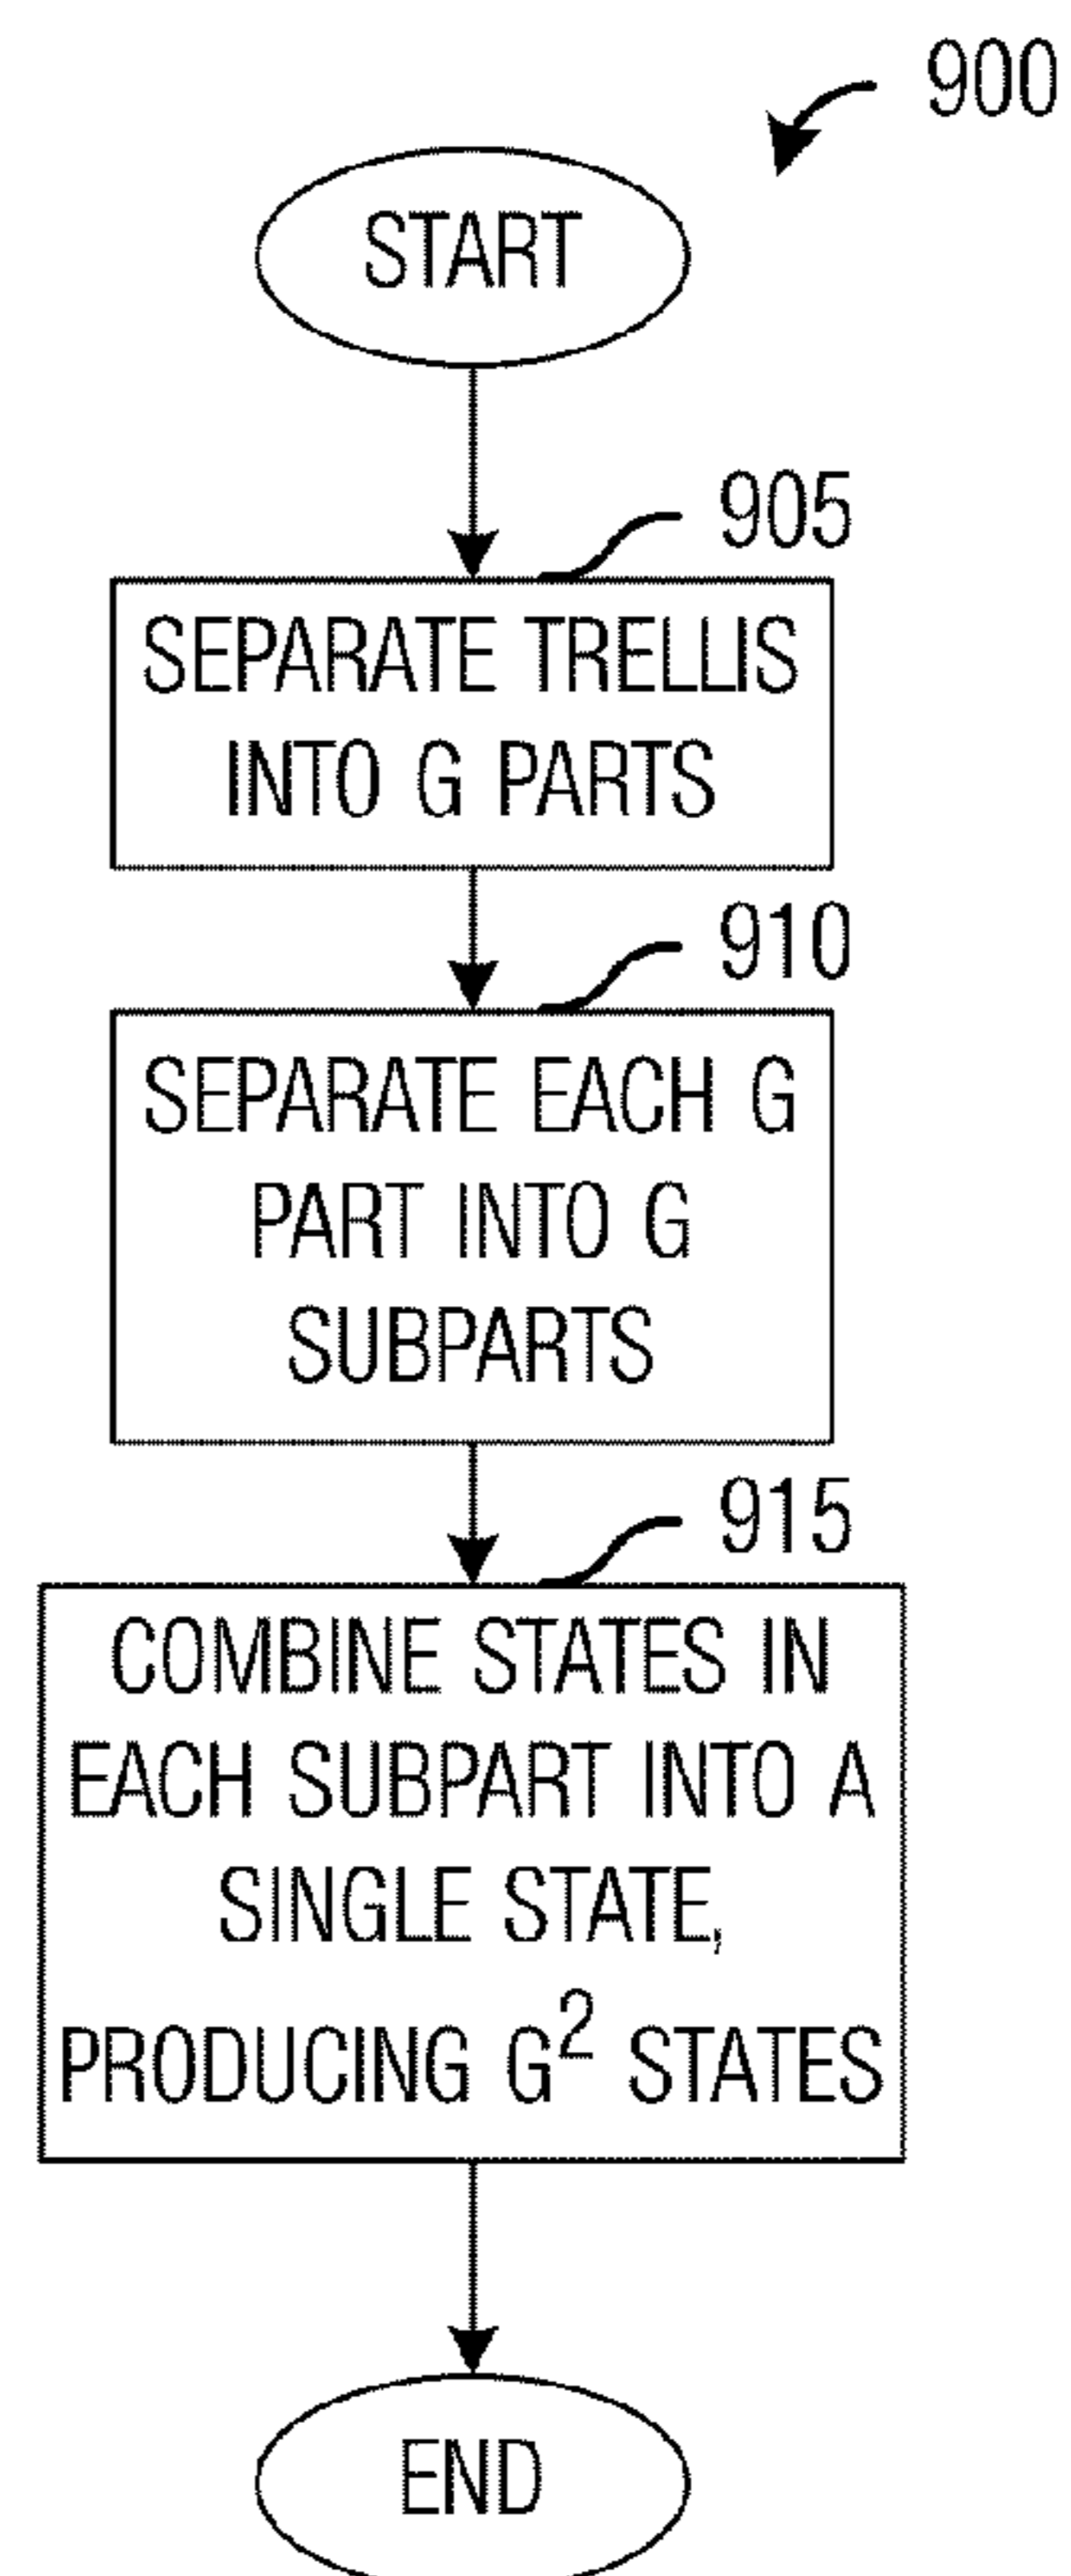 900
START
905
SEPARATE TRELLIS
INTO G PARTS
910
SEPARATE EACH G
PART INTO G
SUBPARTS
915
COMBINE STATES IN
EACH SUBPART INTO A
SINGLE STATE,
PRODUCING G² STATES
END